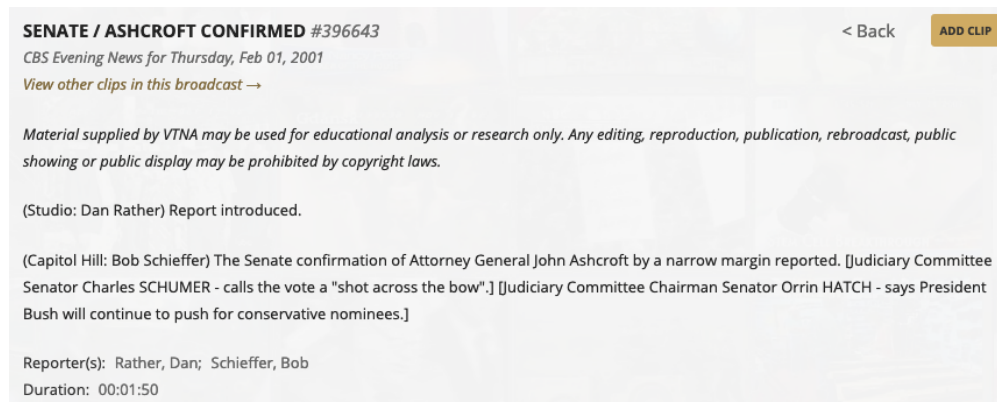 SENATE / ASHCROFT CONFIRMED #396643
< Back
ADD CLIP
CBS Evening News for Thursday, Feb 01, 2001
View other clips in this broadcast →
Material supplied by VTNA may be used for educational analysis or research only. Any editing, reproduction, publication, rebroadcast, public
showing or public display may be prohibited by copyright laws.
(Studio: Dan Rather) Report introduced.
(Capitol Hill: Bob Schieffer) The Senate confirmation of Attorney General John Ashcroft by a narrow margin reported. [Judiciary Committee
Senator Charles SCHUMER - calls the vote a "shot across the bow".] [Judiciary Committee Chairman Senator Orrin HATCH - says President
Bush will continue to push for conservative nominees.]
Reporter(s): Rather, Dan; Schieffer, Bob
Duration: 00:01:50